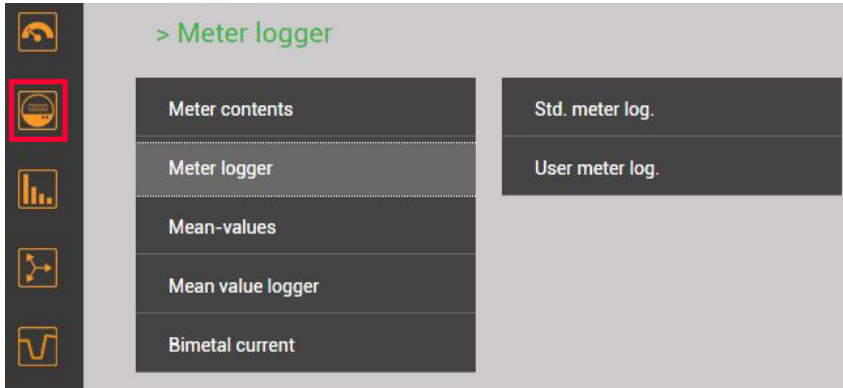 > Meter logger
Meter contents
Meter logger
Mean-values
Mean value logger
Bimetal current
Std. meter log.
User meter log.